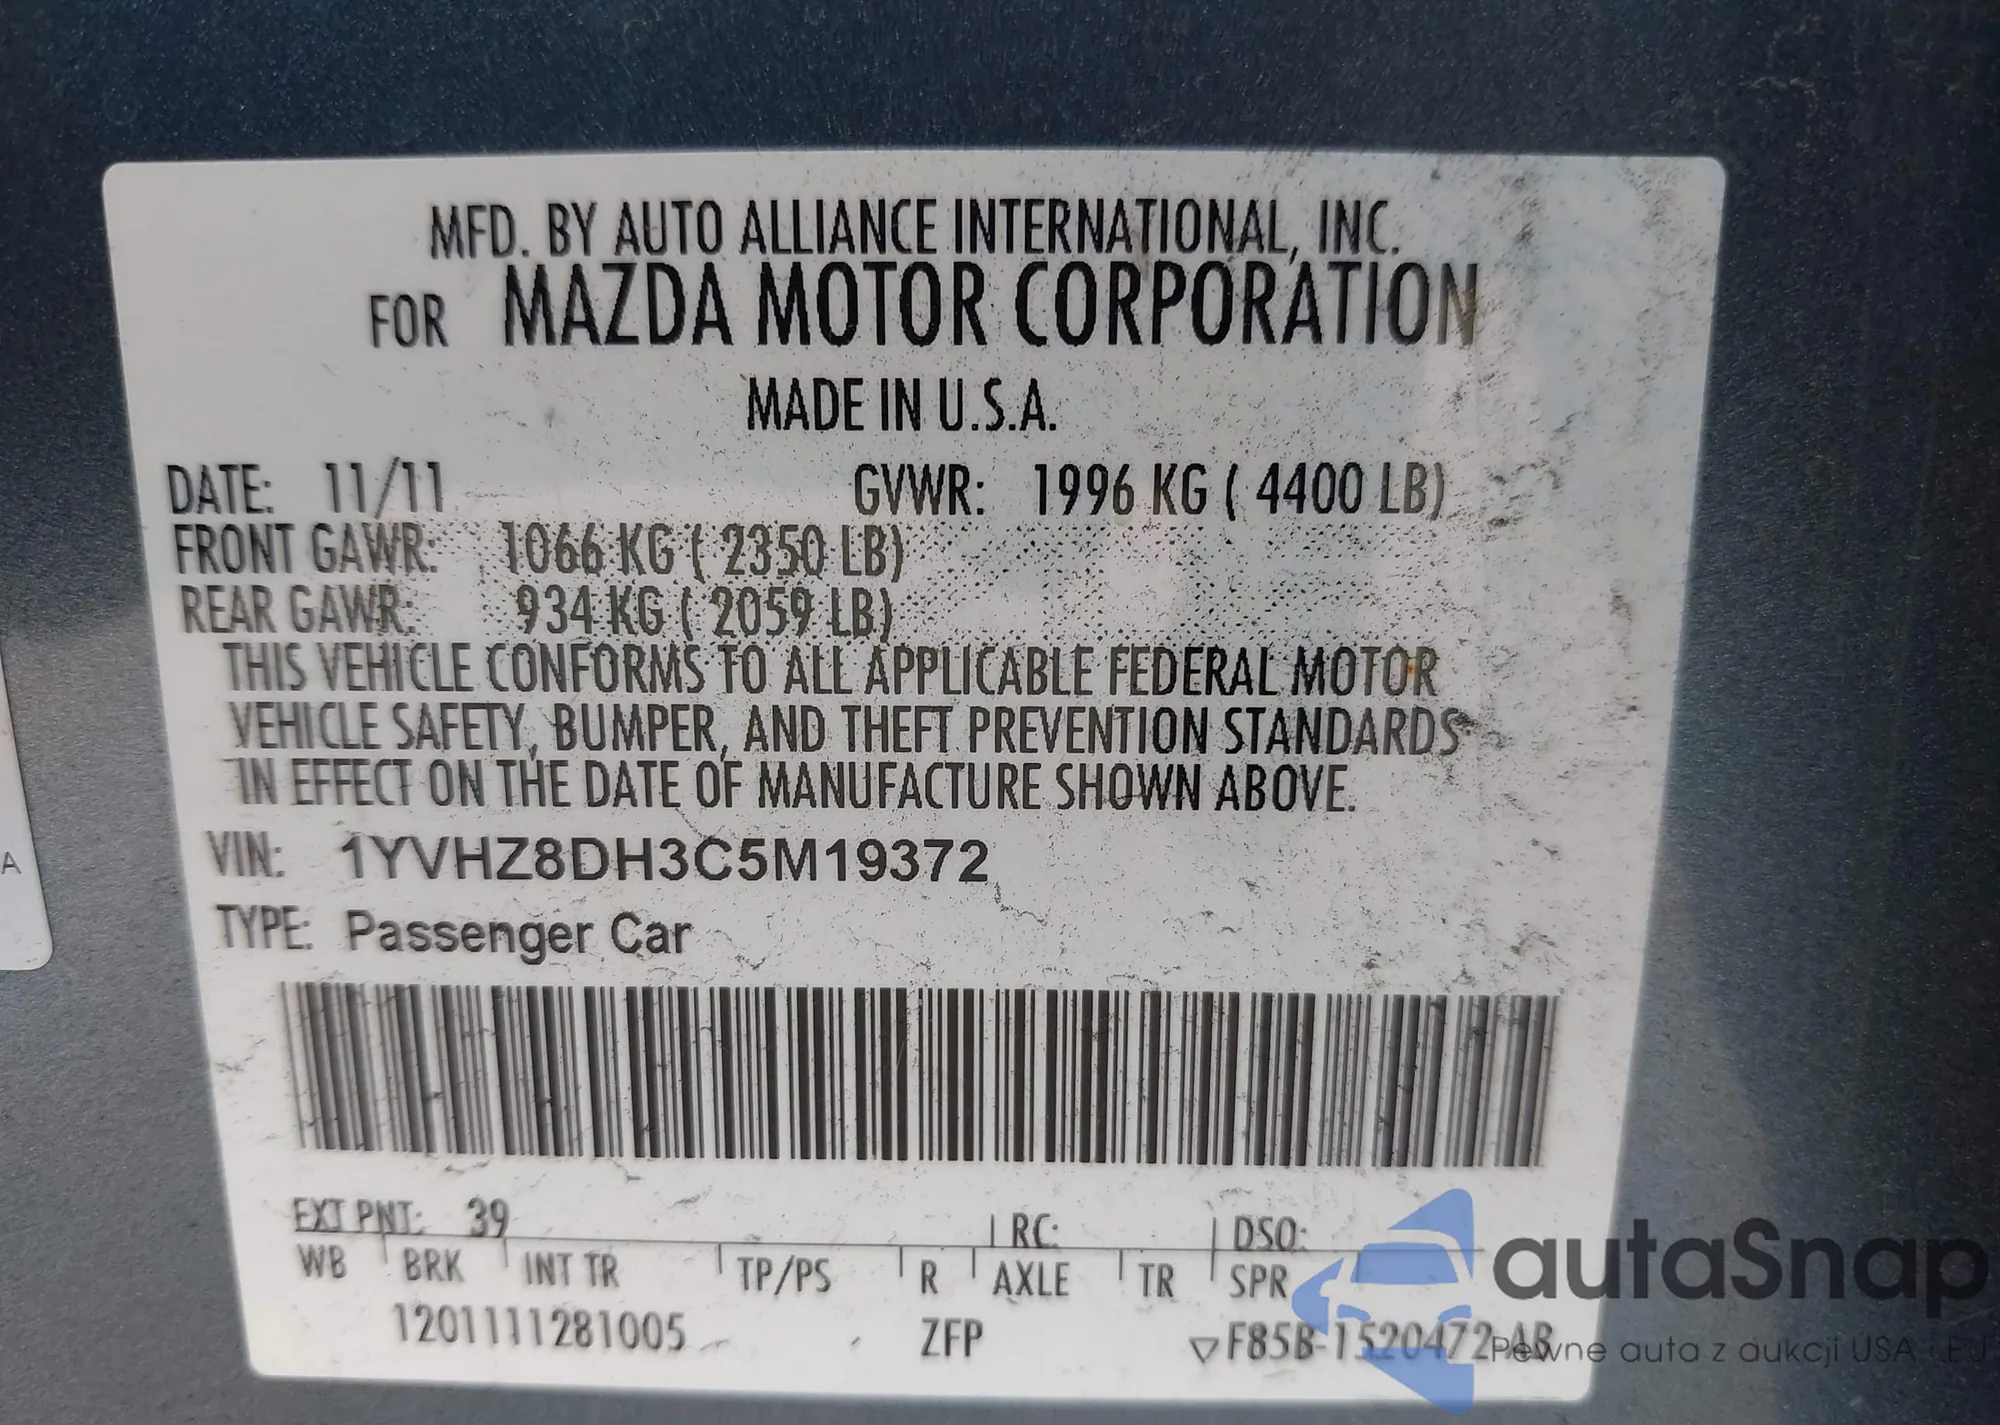 MFD. BY AUTO ALLIANCE INTERNATIONAL, INC.
FOR MAZDA MOTOR CORPORATION
MADE IN U.S.A.
DATE: 11/11 GVWR: 1996 KG ( 4400 LB)
FRONT GAWR: 1066 KG ( 2350 LB)
REAR GAWR: 934 KG ( 2059 LB)
THIS VEHICLE CONFORMS TO ALL APPLICABLE FEDERAL MOTOR
VEHICLE SAFETY, BUMPER, AND THEFT PREVENTION STANDARDS
IN EFFECT ON THE DATE OF MANUFACTURE SHOWN ABOVE.
VIN: 1YVHZ8DH3C5M19372
TYPE: Passenger Car
EXT PNT: 39 RC: DSO:
WB BRK INT TR TP/PS R AXLE TR SPR
1201111281005 ZFP ▽F85B-1520472-AB
A
autaSnap
Pewne auta z aukcji USA i EU